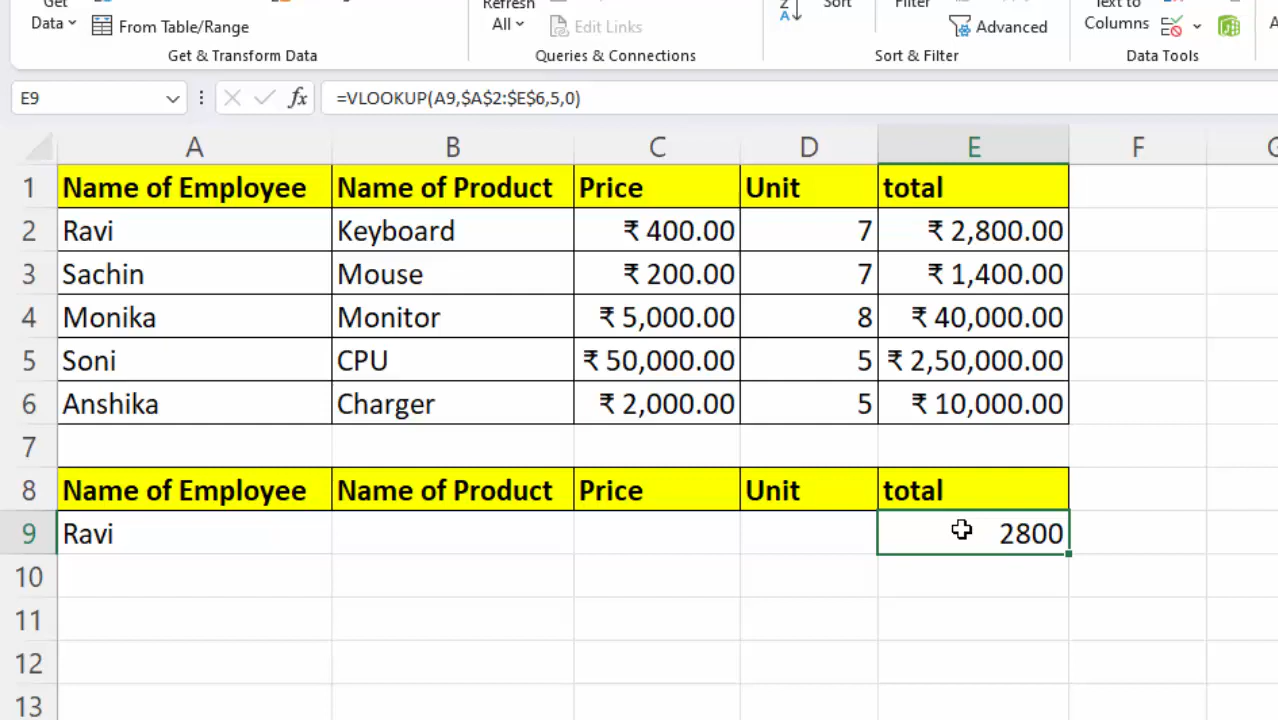 Get
Data
From Table/Range
Get & Transform Data
Refresh
All
Edit Links
Queries & Connections
Z
A
Sort
Filter
Advanced
Sort & Filter
Text to
Columns
Data Tools
E9
fx
=VLOOKUP(A9,$A$2:$E$6,5,0)
A B C D E F G
1 Name of Employee Name of Product Price Unit total
2 Ravi Keyboard ₹ 400.00 7 ₹ 2,800.00
3 Sachin Mouse ₹ 200.00 7 ₹ 1,400.00
4 Monika Monitor ₹ 5,000.00 8 ₹ 40,000.00
5 Soni CPU ₹ 50,000.00 5 ₹ 2,50,000.00
6 Anshika Charger ₹ 2,000.00 5 ₹ 10,000.00
7
8 Name of Employee Name of Product Price Unit total
9 Ravi 2800
10
11
12
13